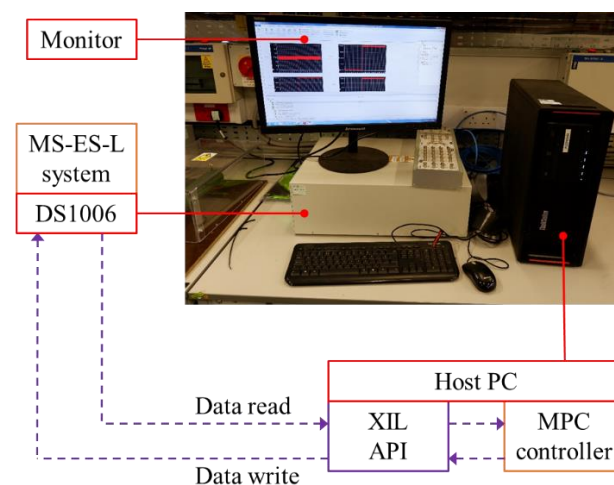 Monitor
MS-ES-L
system
DS1006
Host PC
Data read
XIL
API
MPC
controller
Data write